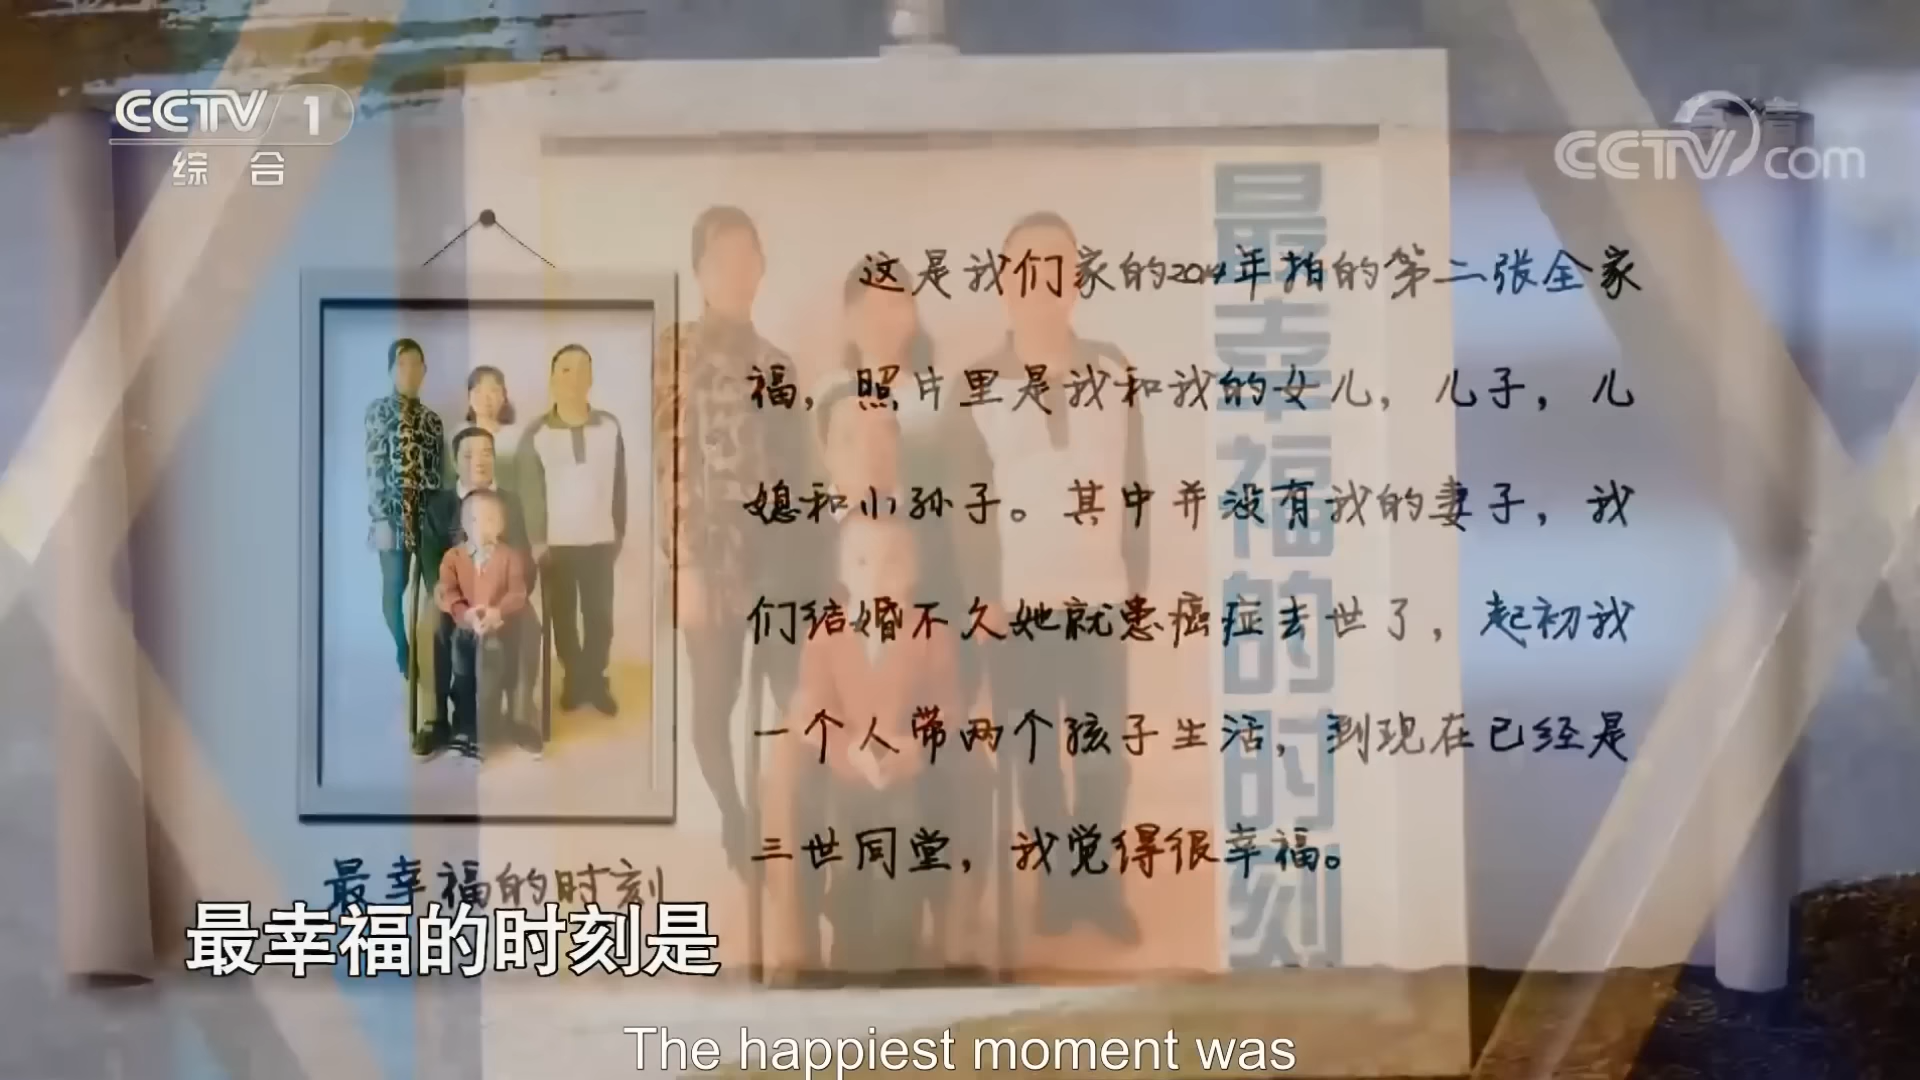 CCTV 1
综合
CCTV com
最幸福的时刻
这是我们家的2014年拍的第二张全家
福，照片里是我和我的女儿，儿子，儿
媳和小孙子。其中并没有我的妻子，我
们结婚不久她就患癌症去世了，起初我
一个人带两个孩子生活，到现在已经是
三世同堂，我觉得很幸福。
最幸福的时刻
最幸福的时刻是
The happiest moment was